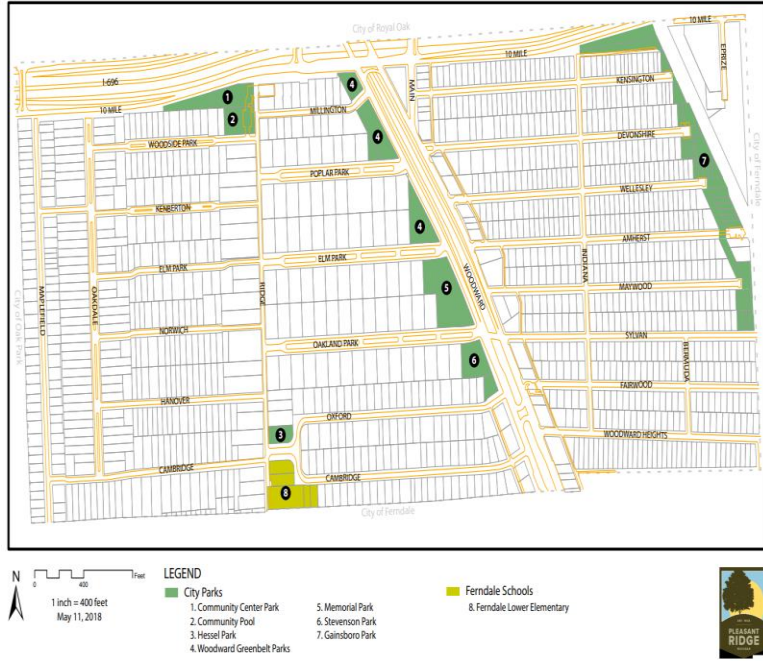 City of Royal Oak
10 MILE
EPRIZE
I-696
10 MILE
10 MILE
MAIN
KENSINGTON
MILLINGTON
DEVONSHIRE
WOODSIDE PARK
POPLAR PARK
WELLESLEY
City of Ferndale
KENBERTON
AMHERST
ELM PARK
ELM PARK
WOODWARD
INDIANA
MAPLEFIELD
OAKDALE
RIDGE
MAYWOOD
City of Oak Park
NORWICH
OAKLAND PARK
SYLVAN
BERMUDA
FAIRWOOD
HANOVER
OXFORD
WOODWARD HEIGHTS
CAMBRIDGE
CAMBRIDGE
City of Ferndale
1
2
3
4
4
4
5
6
7
8
N
0 400 Feet
1 inch = 400 feet
May 11, 2018
LEGEND
City Parks
1. Community Center Park
2. Community Pool
3. Hessel Park
4. Woodward Greenbelt Parks
5. Memorial Park
6. Stevenson Park
7. Gainsboro Park
Ferndale Schools
8. Ferndale Lower Elementary
PLEASANT
RIDGE